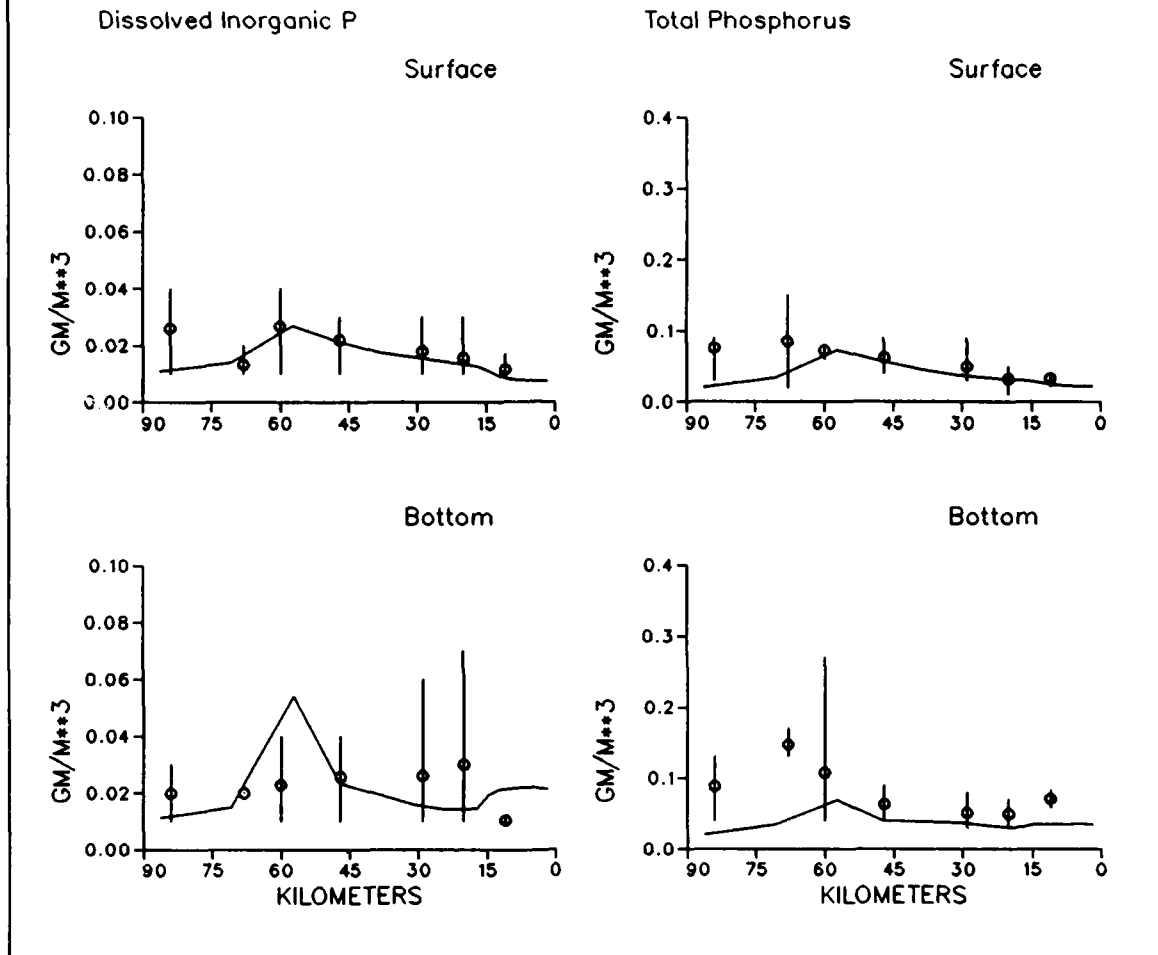 Dissolved Inorganic P
Surface
GM/M**3
0.10
0.08
0.06
0.04
0.02
0.00
90 75 60 45 30 15 0
Total Phosphorus
Surface
GM/M**3
0.4
0.3
0.2
0.1
0.0
90 75 60 45 30 15 0
Bottom
GM/M**3
0.10
0.08
0.06
0.04
0.02
0.00
90 75 60 45 30 15 0
KILOMETERS
Bottom
GM/M**3
0.4
0.3
0.2
0.1
0.0
90 75 60 45 30 15 0
KILOMETERS